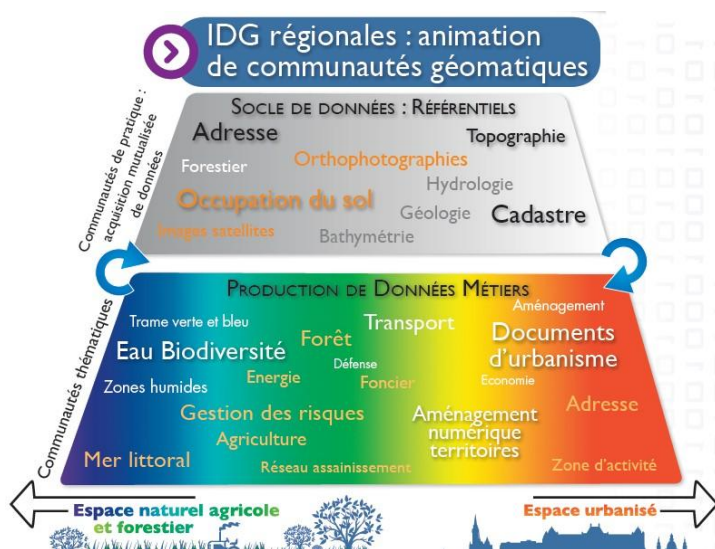 IDG régionales : animation
de communautés géomatiques
Communautés de pratique :
acquisition mutualisée
de données
Socle de données : Référentiels
Adresse
Topographie
Orthophotographies
Forestier
Hydrologie
Occupation du sol
Géologie
Cadastre
Images satellites
Bathymétrie
Communautés thématiques
Production de Données Métiers
Aménagement
Trame verte et bleu
Transport
Documents
d'urbanisme
Forêt
Eau Biodiversité
Défense
Energie
Foncier
Economie
Zones humides
Adresse
Gestion des risques
Aménagement
numérique
territoires
Agriculture
Mer littoral
Réseau assainissement
Zone d'activité
Espace naturel agricole
et forestier
Espace urbanisé